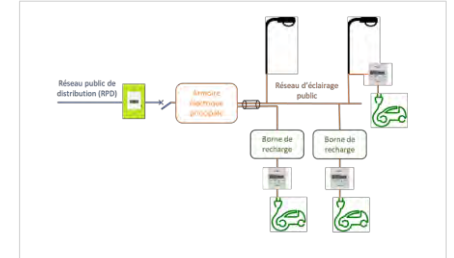 Réseau public de
distribution (RPD)
Armoire
électrique
principale
Réseau d'éclairage
public
Borne de
recharge
Borne de
recharge